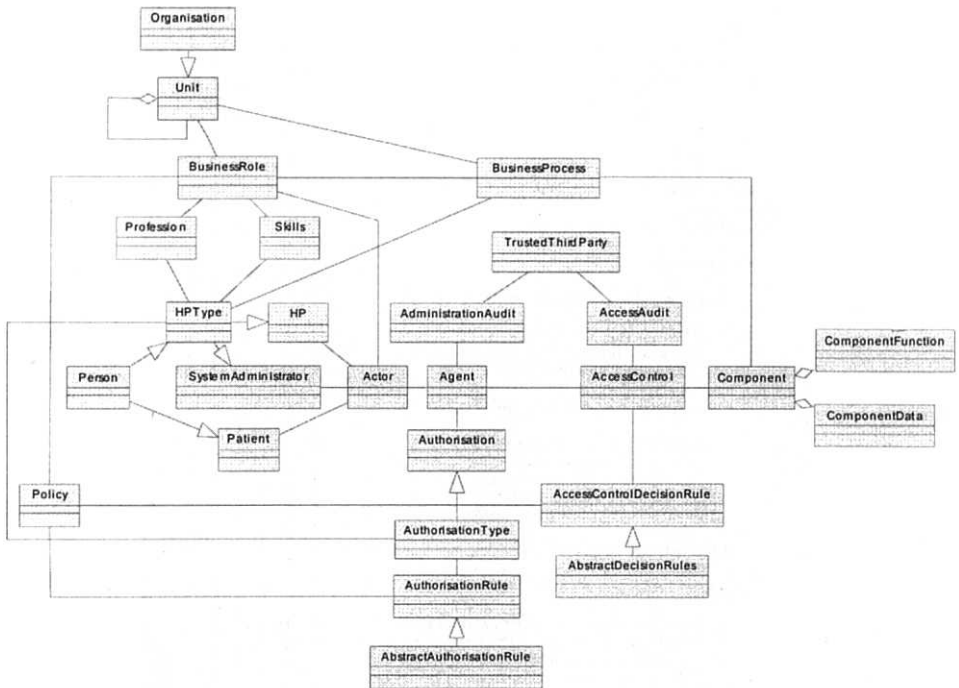 Organisation
Unit
BusinessRole
BusinessProcess
Profession
Skills
TrustedThirdParty
HPType
HP
AdministrationAudit
AccessAudit
ComponentFunction
Person
SystemAdministrator
Actor
Agent
AccessControl
Component
ComponentData
Patient
Authorisation
Policy
AccessControlDecisionRule
AuthorisationType
AbstractDecisionRules
AuthorisationRule
AbstractAuthorisationRule